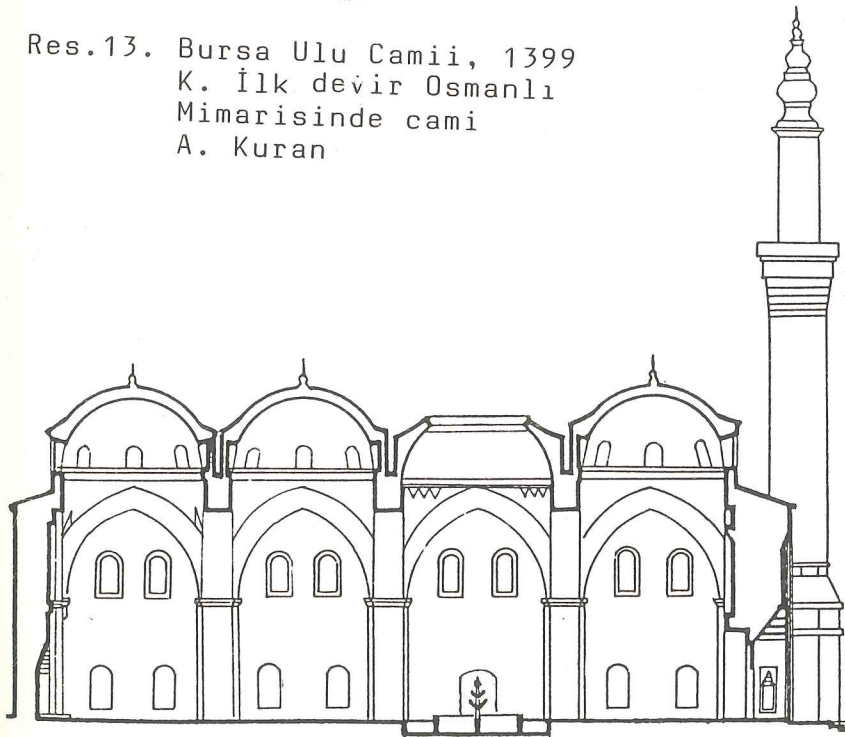 Res.13. Bursa Ulu Camii, 1399
K. İlk devir Osmanlı
Mimarisinde cami
A. Kuran